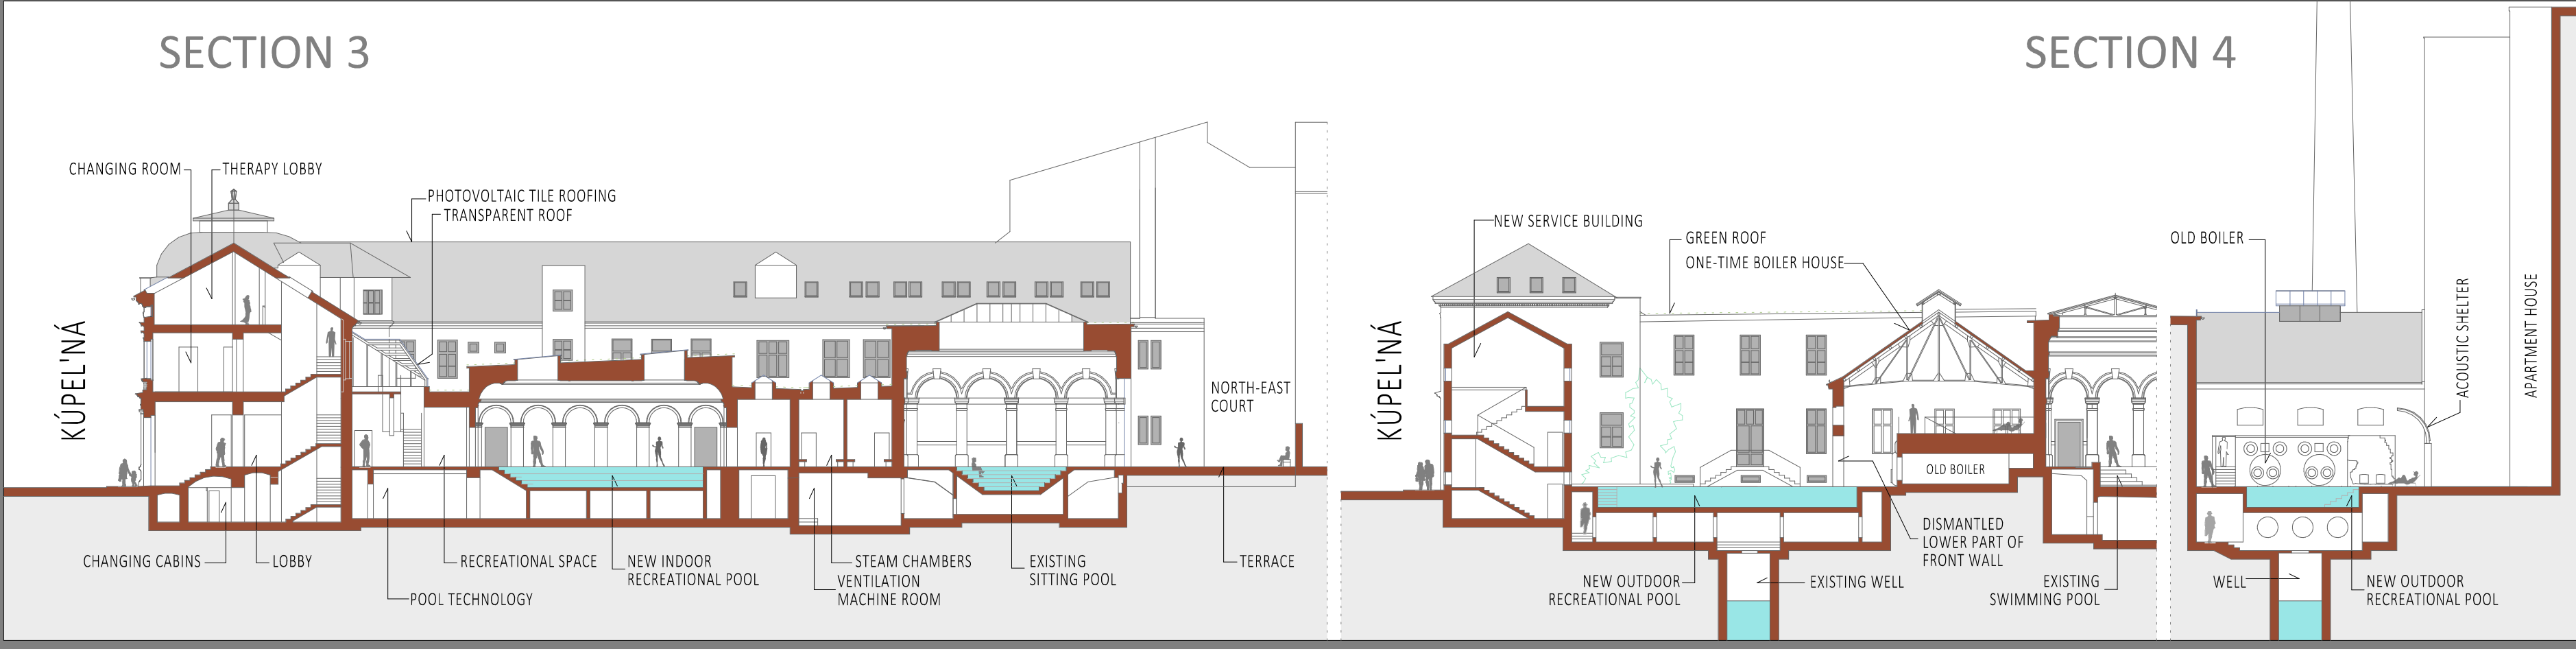 SECTION 3
SECTION 4
CHANGING ROOM
THERAPY LOBBY
PHOTOVOLTAIC TILE ROOFING
TRANSPARENT ROOF
KÚPEL'NÁ
NORTH-EAST
COURT
CHANGING CABINS
LOBBY
POOL TECHNOLOGY
RECREATIONAL SPACE
NEW INDOOR
RECREATIONAL POOL
STEAM CHAMBERS
VENTILATION
MACHINE ROOM
EXISTING
SITTING POOL
TERRACE
KÚPEL'NÁ
NEW SERVICE BUILDING
GREEN ROOF
ONE-TIME BOILER HOUSE
OLD BOILER
NEW OUTDOOR
RECREATIONAL POOL
EXISTING WELL
DISMANTLED
LOWER PART OF
FRONT WALL
EXISTING
SWIMMING POOL
OLD BOILER
ACOUSTIC SHELTER
APARTMENT HOUSE
WELL
NEW OUTDOOR
RECREATIONAL POOL